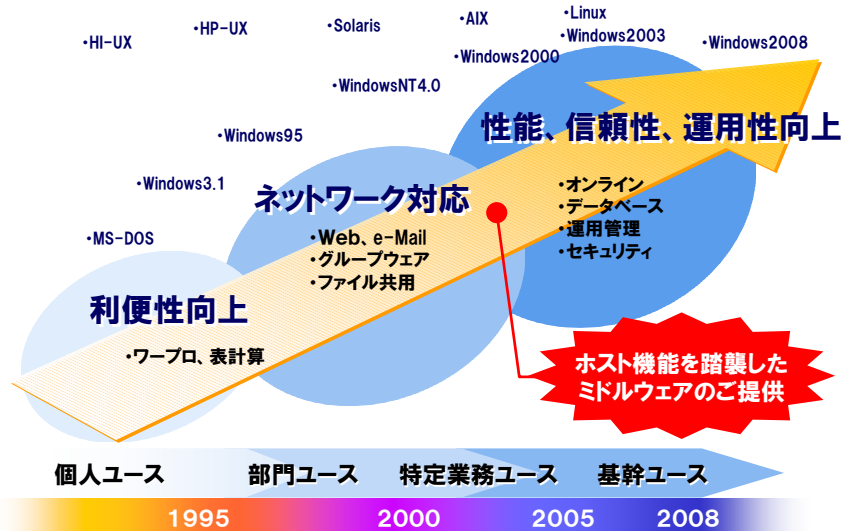 ・HI-UX
・HP-UX
・Solaris
・AIX
・Linux
・Windows2003
・Windows2008
・Windows2000
・WindowsNT4.0
・Windows95
・Windows3.1
・MS-DOS
性能、信頼性、運用性向上
・オンライン
・データベース
・運用管理
・セキュリティ
ネットワーク対応
・Web、e-Mail
・グループウェア
・ファイル共用
利便性向上
・ワープロ、表計算
ホスト機能を踏襲した
ミドルウェアのご提供
個人ユース
部門ユース
特定業務ユース
基幹ユース
1995
2000
2005
2008